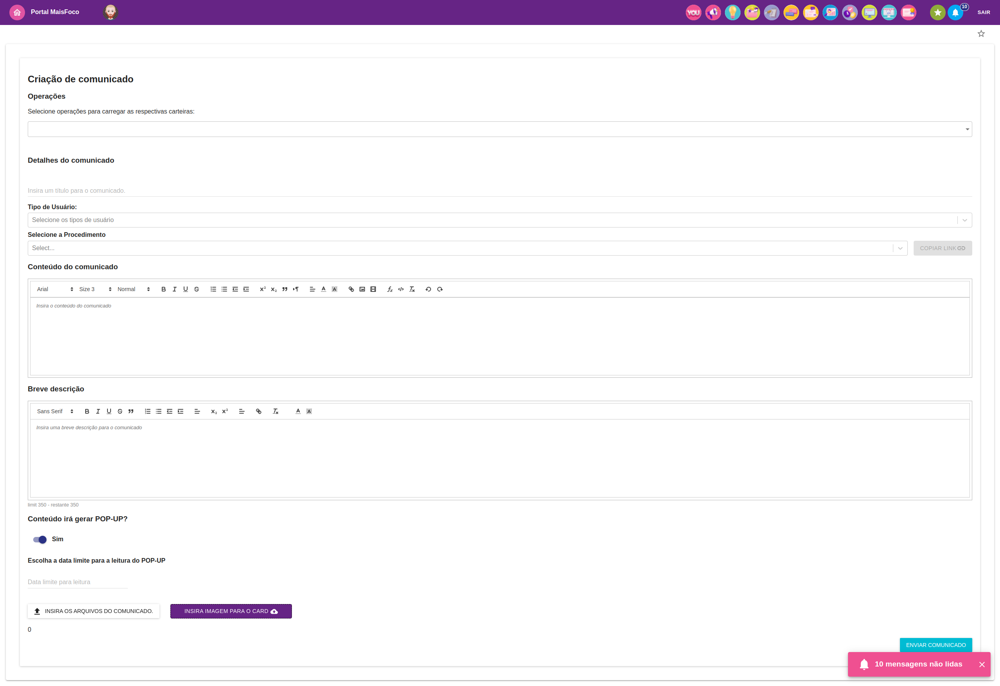 Portal MaisFoco
YOU
10
SAIR
Criação de comunicado
Operações
Selecione operações para carregar as respectivas carteiras:
Detalhes do comunicado
Insira um título para o comunicado.
Tipo de Usuário:
Selecione os tipos de usuário
Selecione a Procedimento
Select...
COPIAR LINK
Conteúdo do comunicado
Arial Size 3 Normal
Insira o conteúdo do comunicado
Breve descrição
Sans Serif
Insira uma breve descrição para o comunicado
limit 350 - restante 350
Conteúdo irá gerar POP-UP?
Sim
Escolha a data limite para a leitura do POP-UP
Data limite para leitura
INSIRA OS ARQUIVOS DO COMUNICADO.
INSIRA IMAGEM PARA O CARD
0
ENVIAR COMUNICADO
10 mensagens não lidas